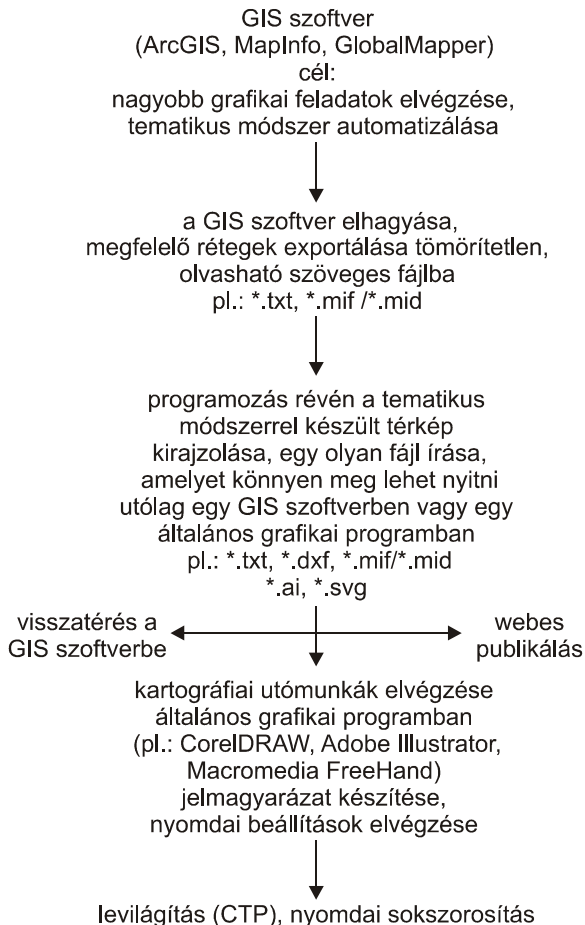 GIS szoftver
(ArcGIS, MapInfo, GlobalMapper)
cél:
nagyobb grafikai feladatok elvégzése,
tematikus módszer automatizálása
a GIS szoftver elhagyása,
megfelelő rétegek exportálása tömörítetlen,
olvasható szöveges fájlba
pl.: *.txt, *.mif /*.mid
programozás révén a tematikus
módszerrel készült térkép
kirajzolása, egy olyan fájl írása,
amelyet könnyen meg lehet nyitni
utólag egy GIS szoftverben vagy egy
általános grafikai programban
pl.: *.txt, *.dxf, *.mif/*.mid
*.ai, *.svg
visszatérés a
GIS szoftverbe
webes
publikálás
kartográfiai utómunkák elvégzése
általános grafikai programban
(pl.: CorelDRAW, Adobe Illustrator,
Macromedia FreeHand)
jelmagyarázat készítése,
nyomdai beállítások elvégzése
levilágítás (CTP), nyomdai sokszorosítás